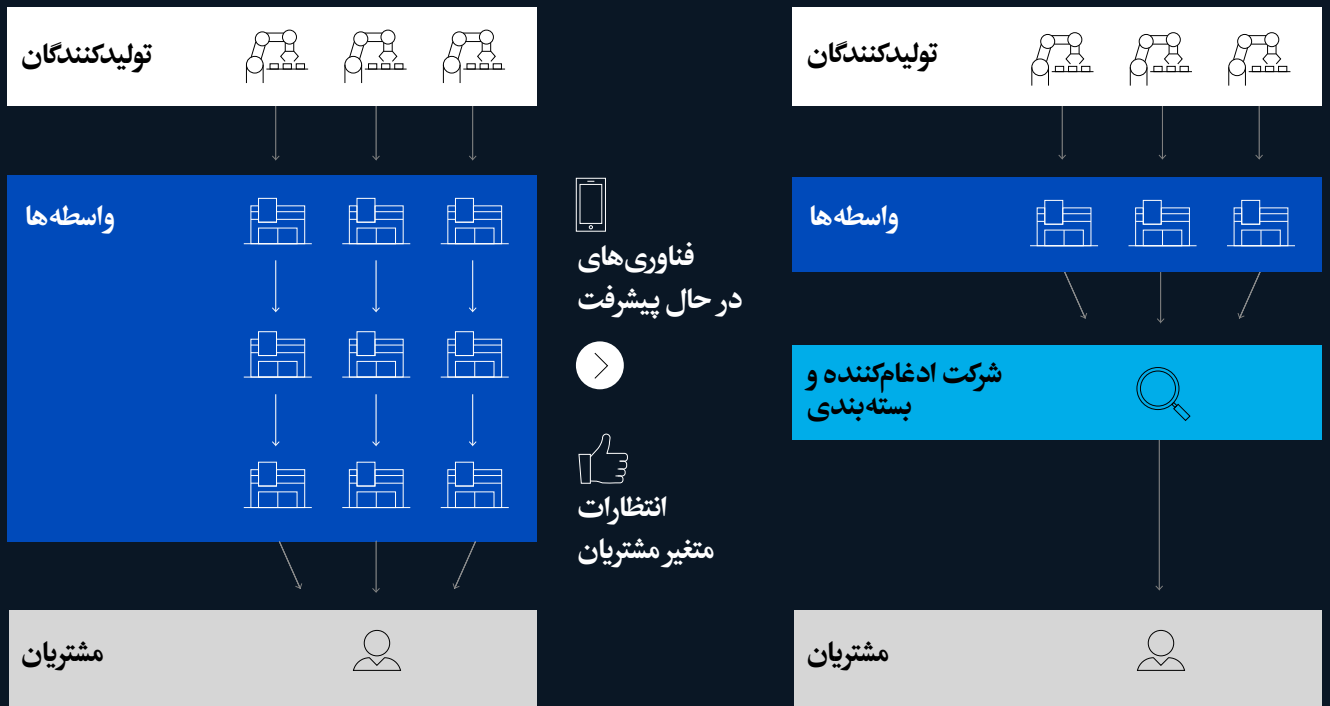 تولیدکنندگان
واسطه‌ها
مشتریان
فناوری‌های
در حال پیشرفت
انتظارات
متغیر مشتریان
تولیدکنندگان
واسطه‌ها
شرکت ادغام‌کننده و
بسته‌بندی
مشتریان